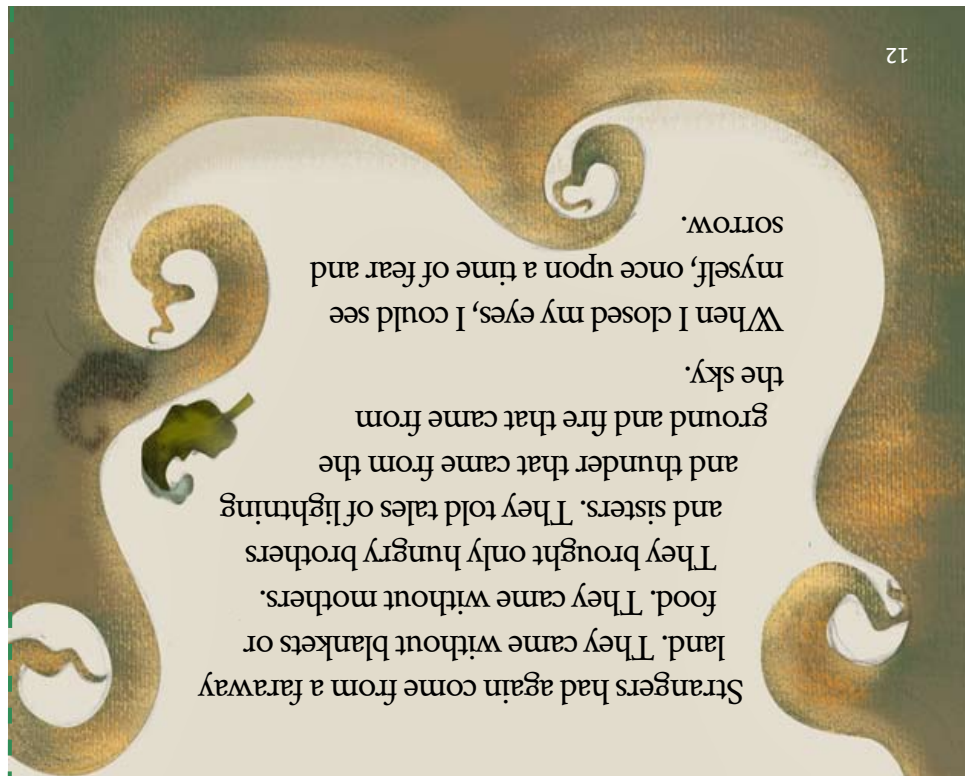 Strangers had again come from a faraway
land. They came without blankets or
food. They came without mothers.
They brought only hungry brothers
and sisters. They told tales of lightning
and thunder that came from the
ground and fire that came from
the sky.
When I closed my eyes, I could see
myself, once upon a time of fear and
sorrow.
12